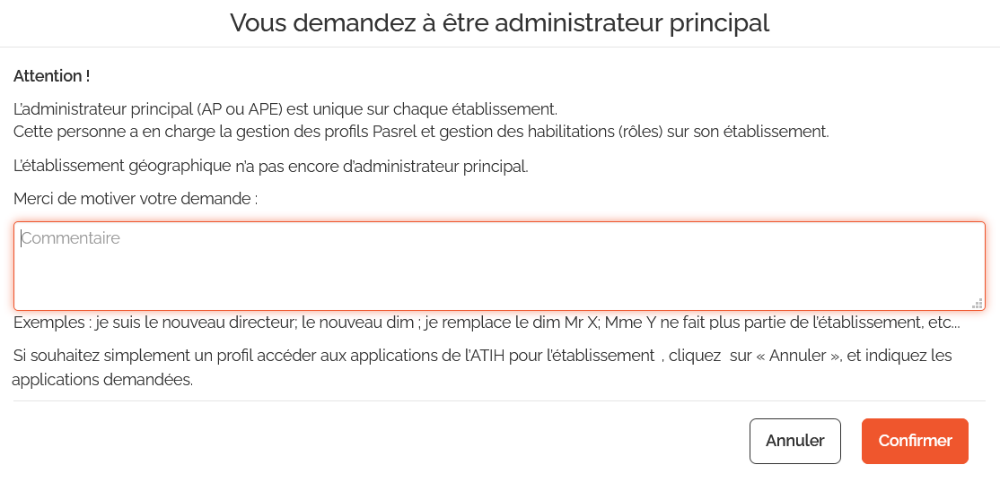 Vous demandez à être administrateur principal
Attention !
L'administrateur principal (AP ou APE) est unique sur chaque établissement.
Cette personne a en charge la gestion des profils Pasrel et gestion des habilitations (rôles) sur son établissement.
L'établissement géographique n'a pas encore d'administrateur principal.
Merci de motiver votre demande :
Commentaire
Exemples : je suis le nouveau directeur; le nouveau dim ; je remplace le dim Mr X; Mme Y ne fait plus partie de l'établissement, etc...
Si souhaitez simplement un profil accéder aux applications de l'ATIH pour l'établissement , cliquez sur « Annuler », et indiquez les
applications demandées.
Annuler Confirmer